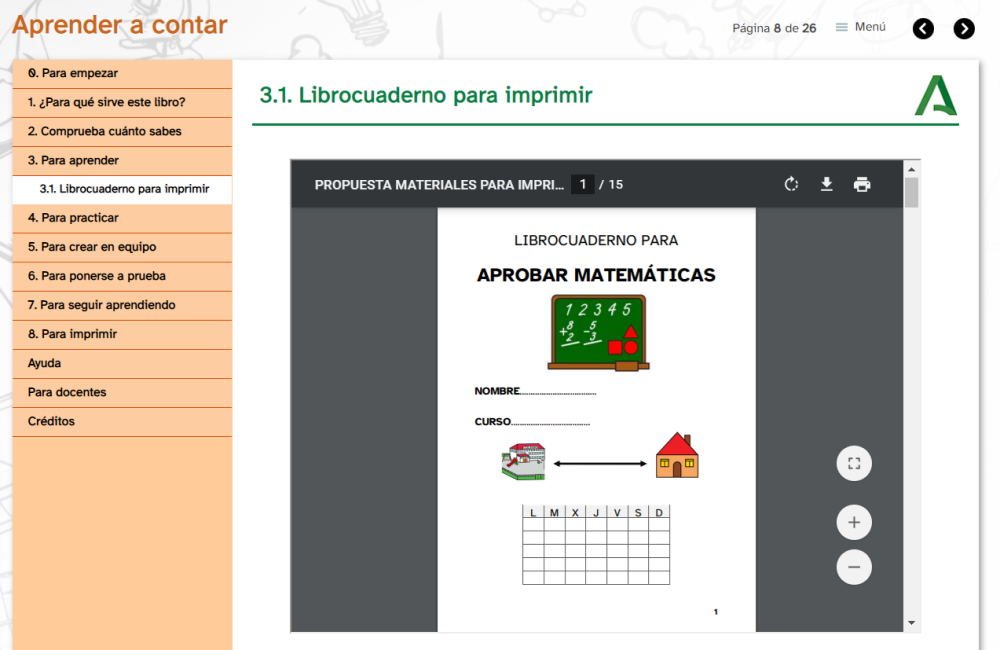 Aprender a contar
Página 8 de 26
Menú
0. Para empezar
1. ¿Para qué sirve este libro?
2. Comprueba cuánto sabes
3. Para aprender
3.1. Librocuaderno para imprimir
4. Para practicar
5. Para crear en equipo
6. Para ponerse a prueba
7. Para seguir aprendiendo
8. Para imprimir
Ayuda
Para docentes
Créditos
3.1. Librocuaderno para imprimir
PROPUESTA MATERIALES PARA IMPRI... 1 / 15
LIBROCUADERNO PARA
APROBAR MATEMÁTICAS
1 2 3 4 5
+8 -5
2 3
NOMBRE...................................
CURSO....................................
L M X J V S D
1